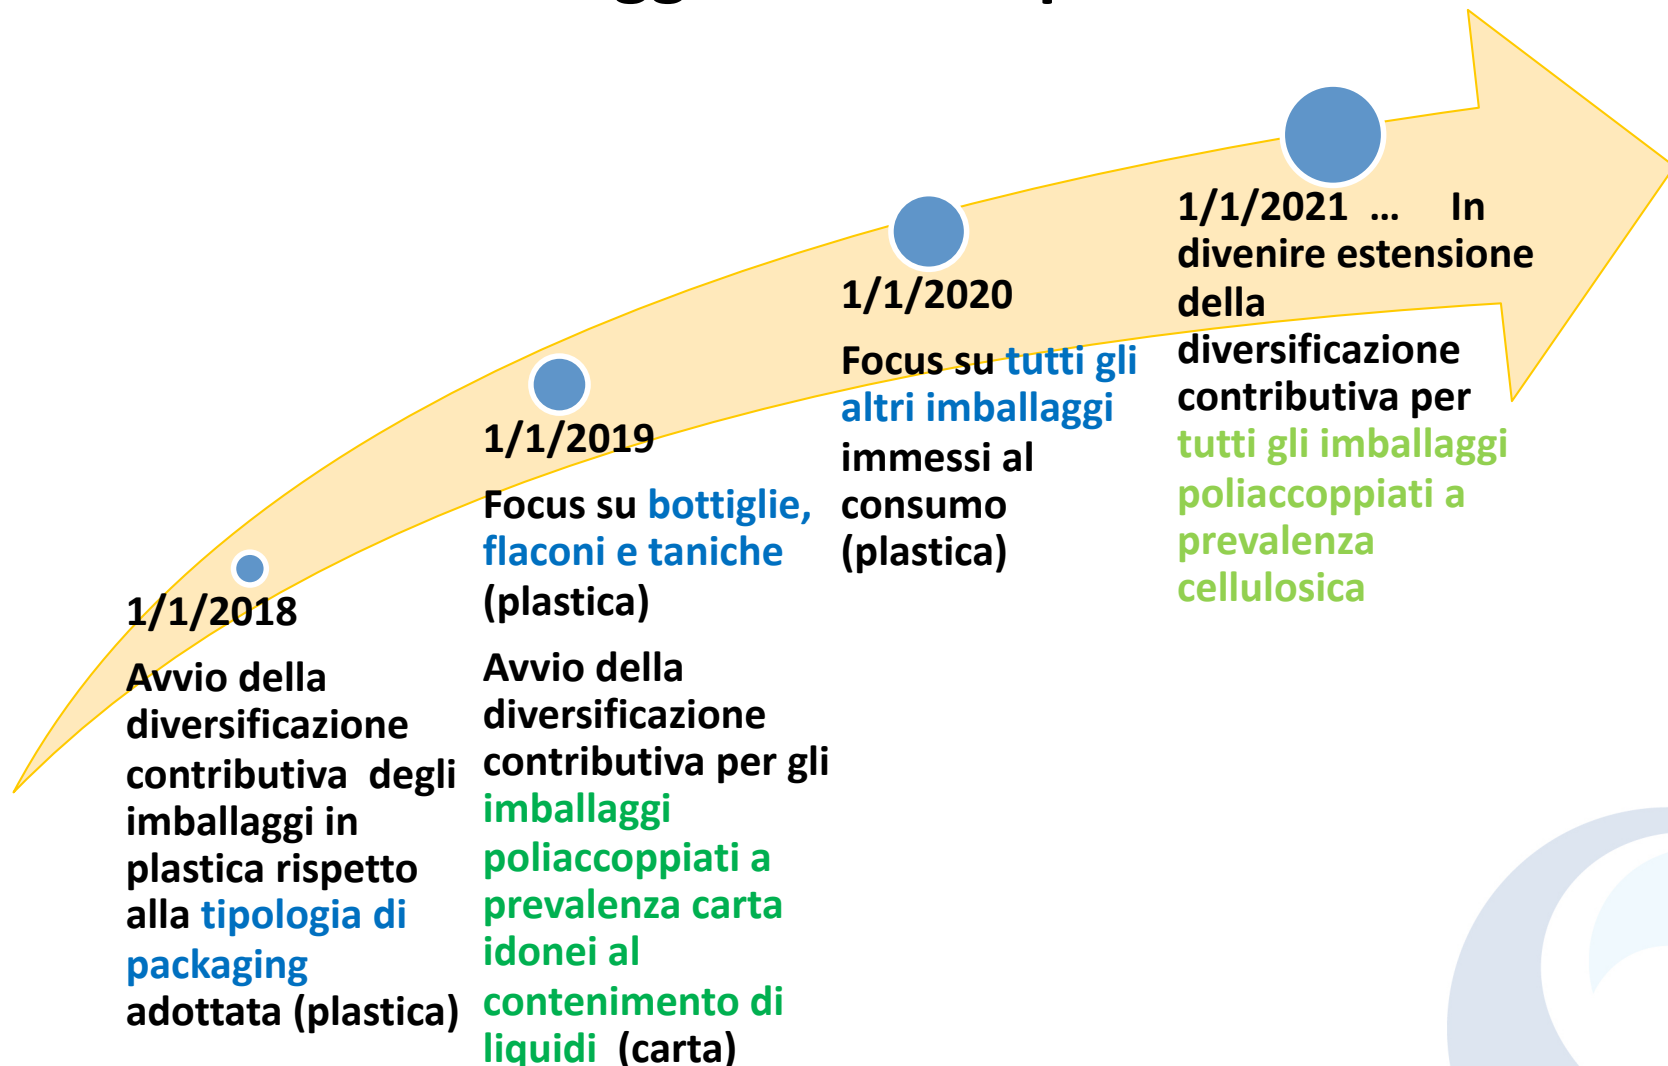 1/1/2018
Avvio della
diversificazione
contributiva degli
imballaggi in
plastica rispetto
alla tipologia di
packaging
adottata (plastica)
1/1/2019
Focus su bottiglie,
flaconi e taniche
(plastica)
Avvio della
diversificazione
contributiva per gli
imballaggi
poliaccoppiati a
prevalenza carta
idonei al
contenimento di
liquidi (carta)
1/1/2020
Focus su tutti gli
altri imballaggi
immessi al
consumo
(plastica)
1/1/2021 ... In
divenire estensione
della
diversificazione
contributiva per
tutti gli imballaggi
poliaccoppiati a
prevalenza
cellulosica